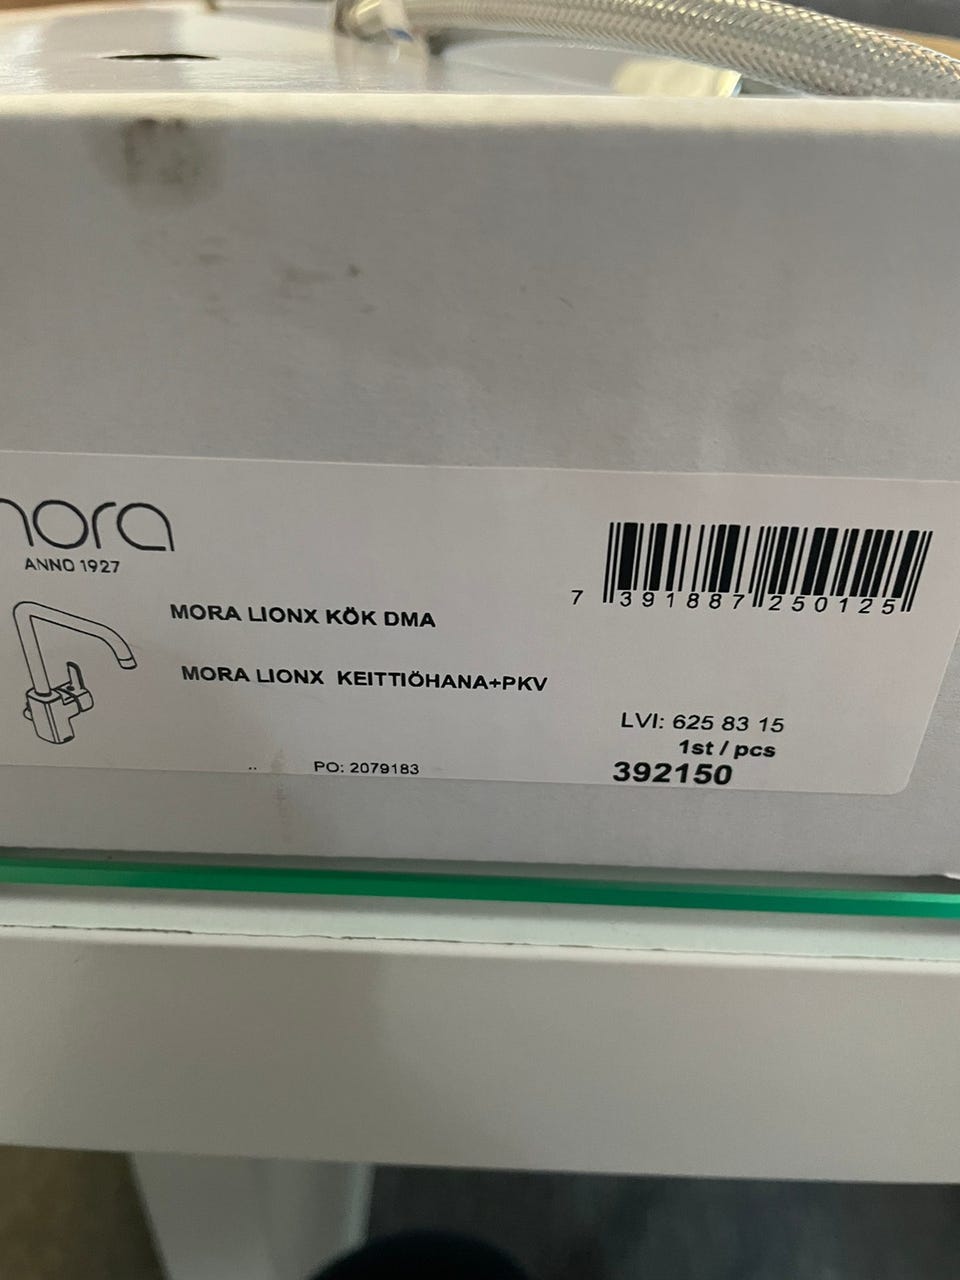 mora
ANNO 1927
7 391887 250125
MORA LIONX KÖK DMA
MORA LIONX KEITTIÖHANA+PKV
LVI: 625 83 15
1st / pcs
PO: 2079183
392150